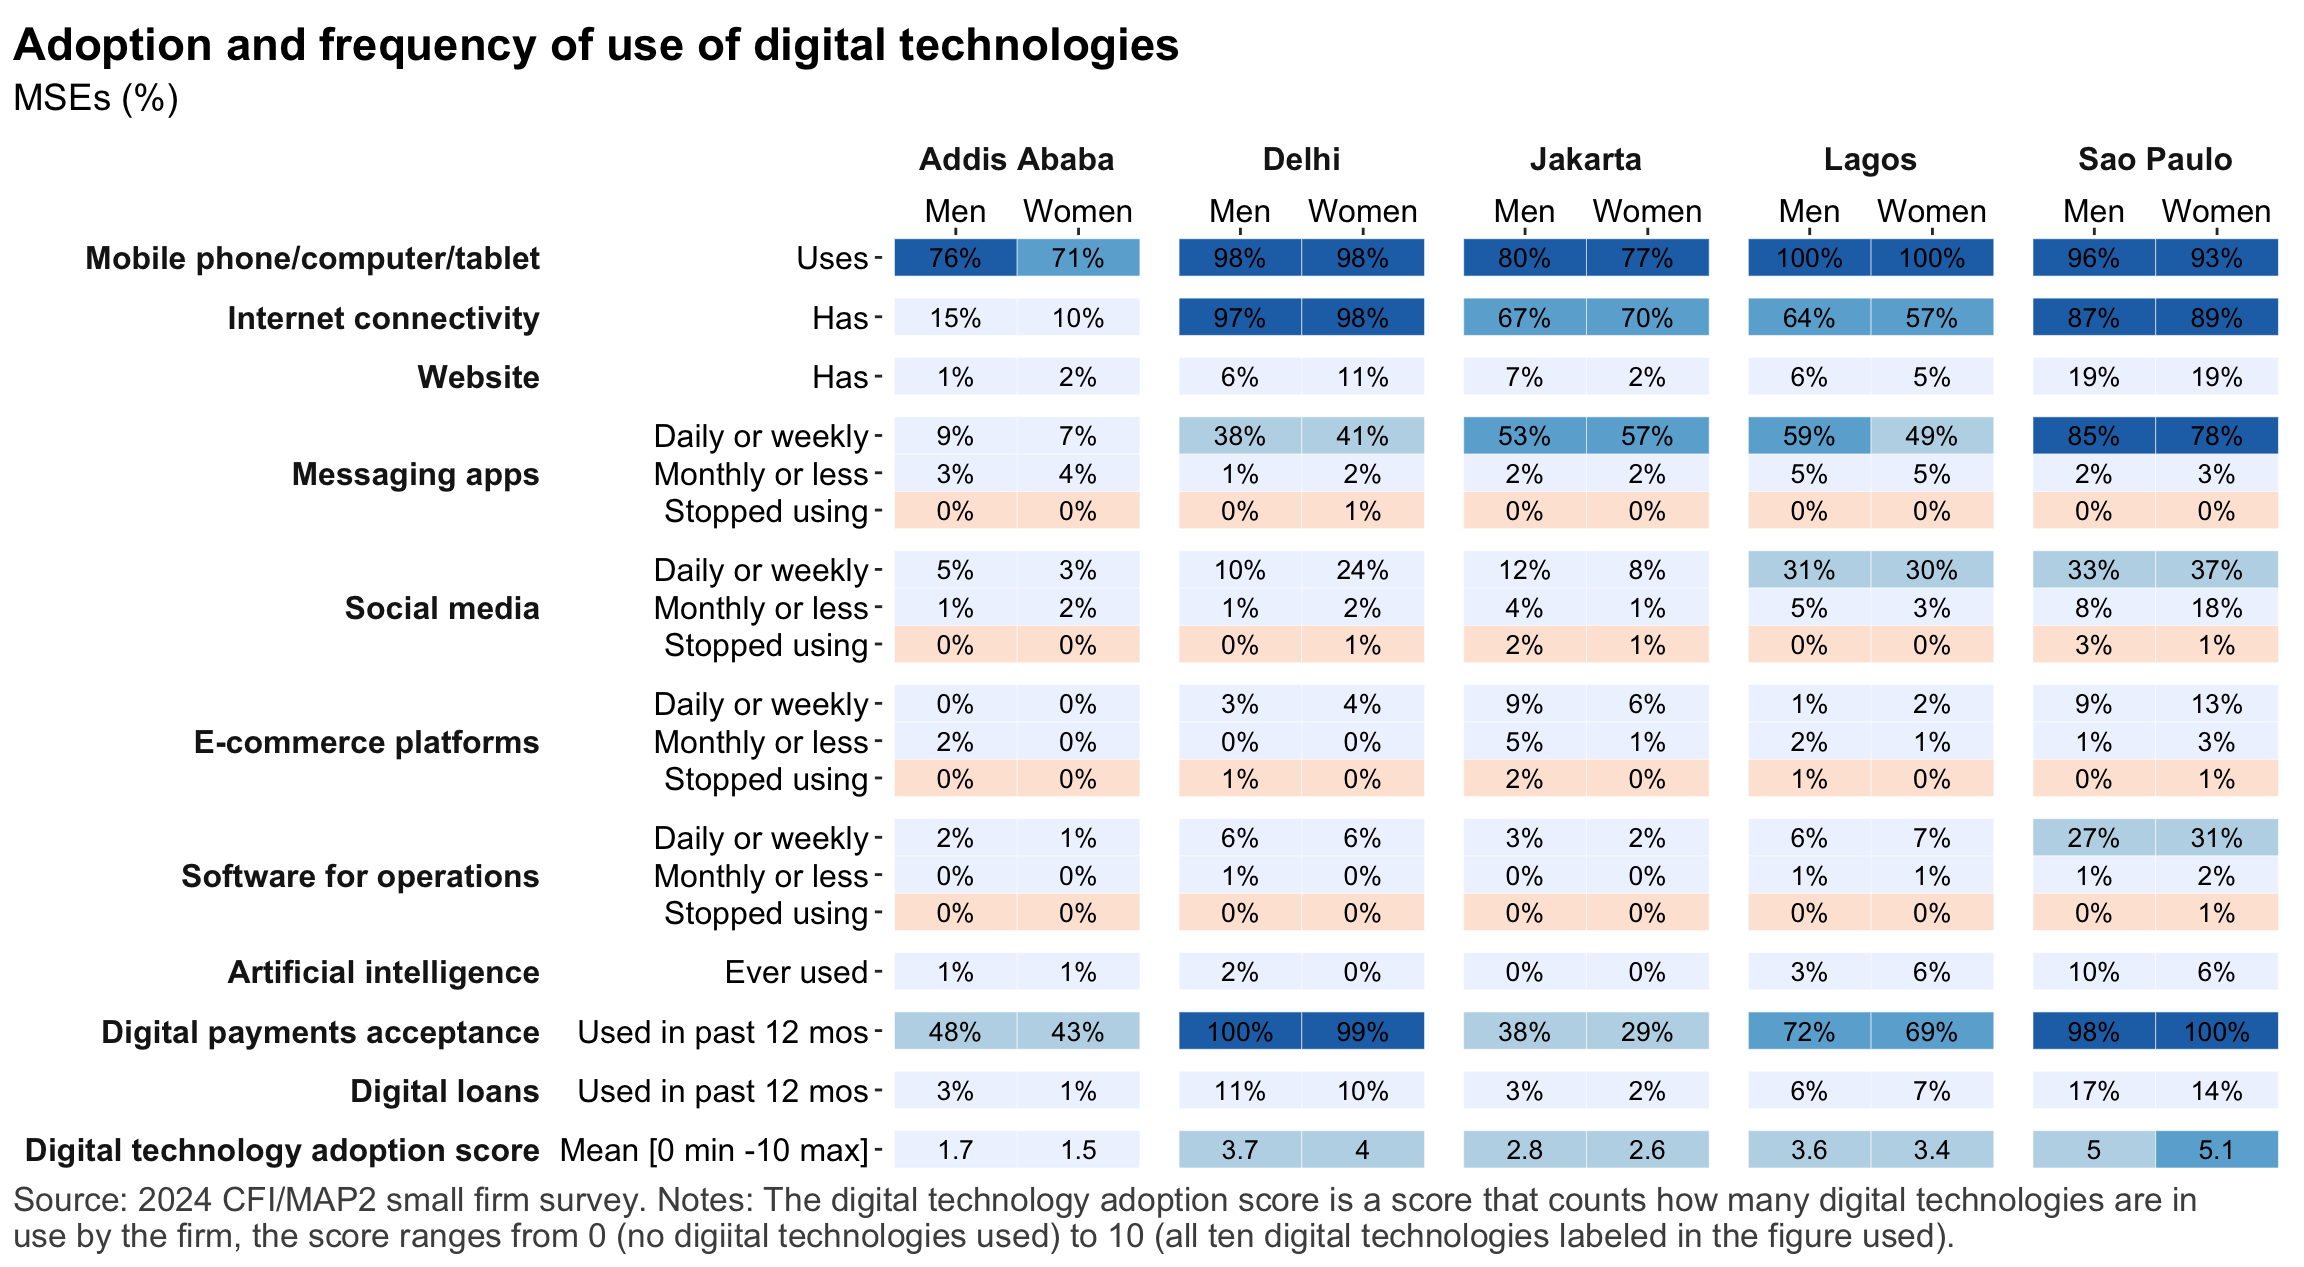 Adoption and frequency of use of digital technologies
MSEs (%)
Addis Ababa Delhi Jakarta Lagos Sao Paulo
Men Women Men Women Men Women Men Women Men Women
Mobile phone/computer/tablet Uses 76% 71% 98% 98% 80% 77% 100% 100% 96% 93%
Internet connectivity Has 15% 10% 97% 98% 67% 70% 64% 57% 87% 89%
Website Has 1% 2% 6% 11% 7% 2% 6% 5% 19% 19%
Daily or weekly 9% 7% 38% 41% 53% 57% 59% 49% 85% 78%
Messaging apps Monthly or less 3% 4% 1% 2% 2% 2% 5% 5% 2% 3%
Stopped using 0% 0% 0% 1% 0% 0% 0% 0% 0% 0%
Daily or weekly 5% 3% 10% 24% 12% 8% 31% 30% 33% 37%
Social media Monthly or less 1% 2% 1% 2% 4% 1% 5% 3% 8% 18%
Stopped using 0% 0% 0% 1% 2% 1% 0% 0% 3% 1%
Daily or weekly 0% 0% 3% 4% 9% 6% 1% 2% 9% 13%
E-commerce platforms Monthly or less 2% 0% 0% 0% 5% 1% 2% 1% 1% 3%
Stopped using 0% 0% 1% 0% 2% 0% 1% 0% 0% 1%
Daily or weekly 2% 1% 6% 6% 3% 2% 6% 7% 27% 31%
Software for operations Monthly or less 0% 0% 1% 0% 0% 0% 1% 1% 1% 2%
Stopped using 0% 0% 0% 0% 0% 0% 0% 0% 0% 1%
Artificial intelligence Ever used 1% 1% 2% 0% 0% 0% 3% 6% 10% 6%
Digital payments acceptance Used in past 12 mos 48% 43% 100% 99% 38% 29% 72% 69% 98% 100%
Digital loans Used in past 12 mos 3% 1% 11% 10% 3% 2% 6% 7% 17% 14%
Digital technology adoption score Mean [0 min -10 max] 1.7 1.5 3.7 4 2.8 2.6 3.6 3.4 5 5.1
Source: 2024 CFI/MAP2 small firm survey. Notes: The digital technology adoption score is a score that counts how many digital technologies are in
use by the firm, the score ranges from 0 (no digiital technologies used) to 10 (all ten digital technologies labeled in the figure used).